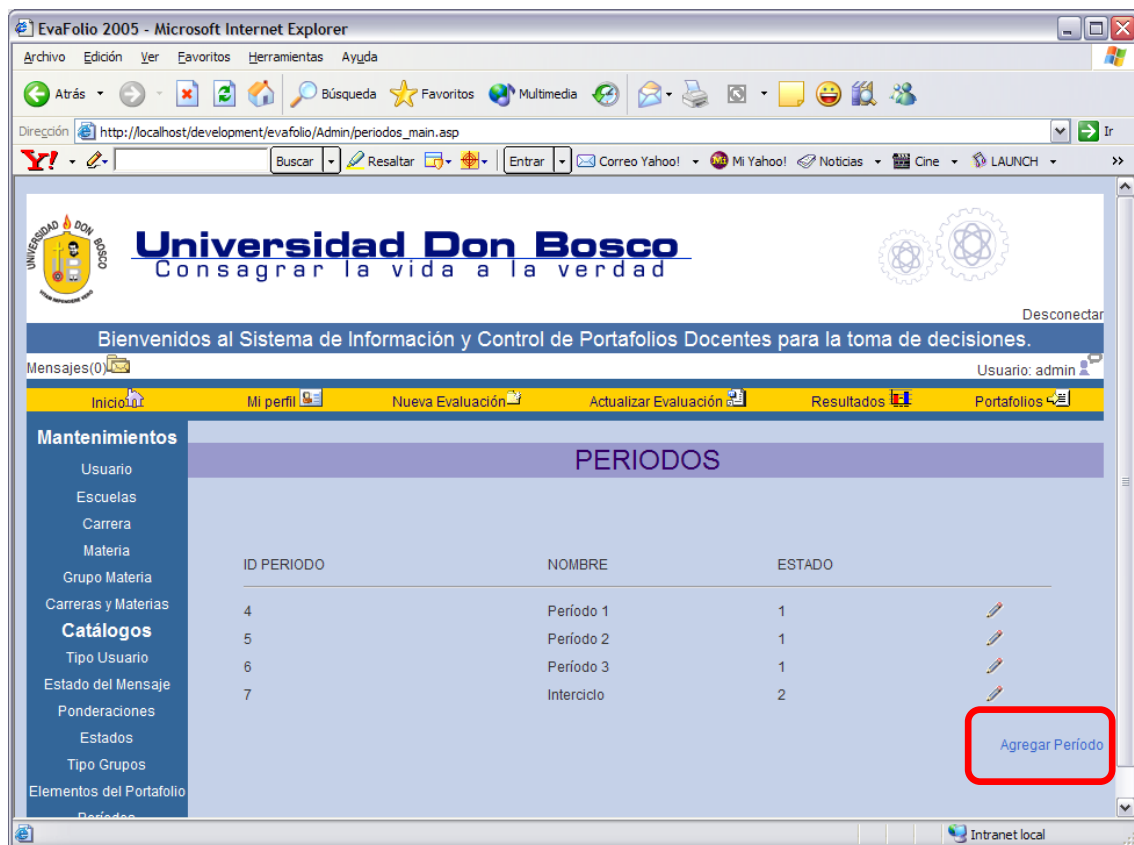 EvaFolio 2005 - Microsoft Internet Explorer
Archivo Edición Ver Favoritos Herramientas Ayuda
Atrás Búsqueda Favoritos Multimedia
Dirección http://localhost/development/evafolio/Admin/periodos_main.asp Ir
Y! Buscar Resaltar Entrar Correo Yahoo! Mi Yahoo! Noticias Cine LAUNCH »
UNIVERSIDAD DON BOSCO
Universidad Don Bosco
Consagrar la vida a la verdad
Desconectar
Bienvenidos al Sistema de Información y Control de Portafolios Docentes para la toma de decisiones.
Mensajes(0) Usuario: admin
Inicio Mi perfil Nueva Evaluación Actualizar Evaluación Resultados Portafolios
Mantenimientos
Usuario
Escuelas
Carrera
Materia
Grupo Materia
Carreras y Materias
Catálogos
Tipo Usuario
Estado del Mensaje
Ponderaciones
Estados
Tipo Grupos
Elementos del Portafolio
Períodos
PERIODOS
ID PERIODO NOMBRE ESTADO
4 Período 1 1
5 Período 2 1
6 Período 3 1
7 Interciclo 2
Agregar Período
Intranet local